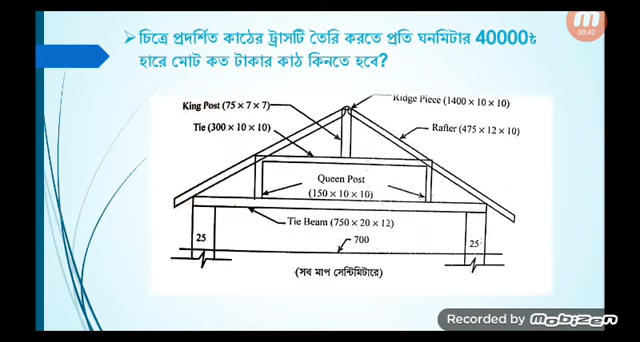 চিত্রে প্রদর্শিত কাঠের ট্রাসটি তৈরি করতে প্রতি ঘনমিটার 40000৳
হারে মোট কত টাকার কাঠ কিনতে হবে?
00:42
Ridge Piece (1400 × 10 × 10)
King Post (75 × 7 × 7)
Tie (300 × 10 × 10)
Rafter (475 × 12 × 10)
Queen Post
(150 × 10 × 10)
Tie Beam (750 × 20 × 12)
25
700
25
(সব মাপ সেন্টিমিটারে)
Recorded by Mobizen